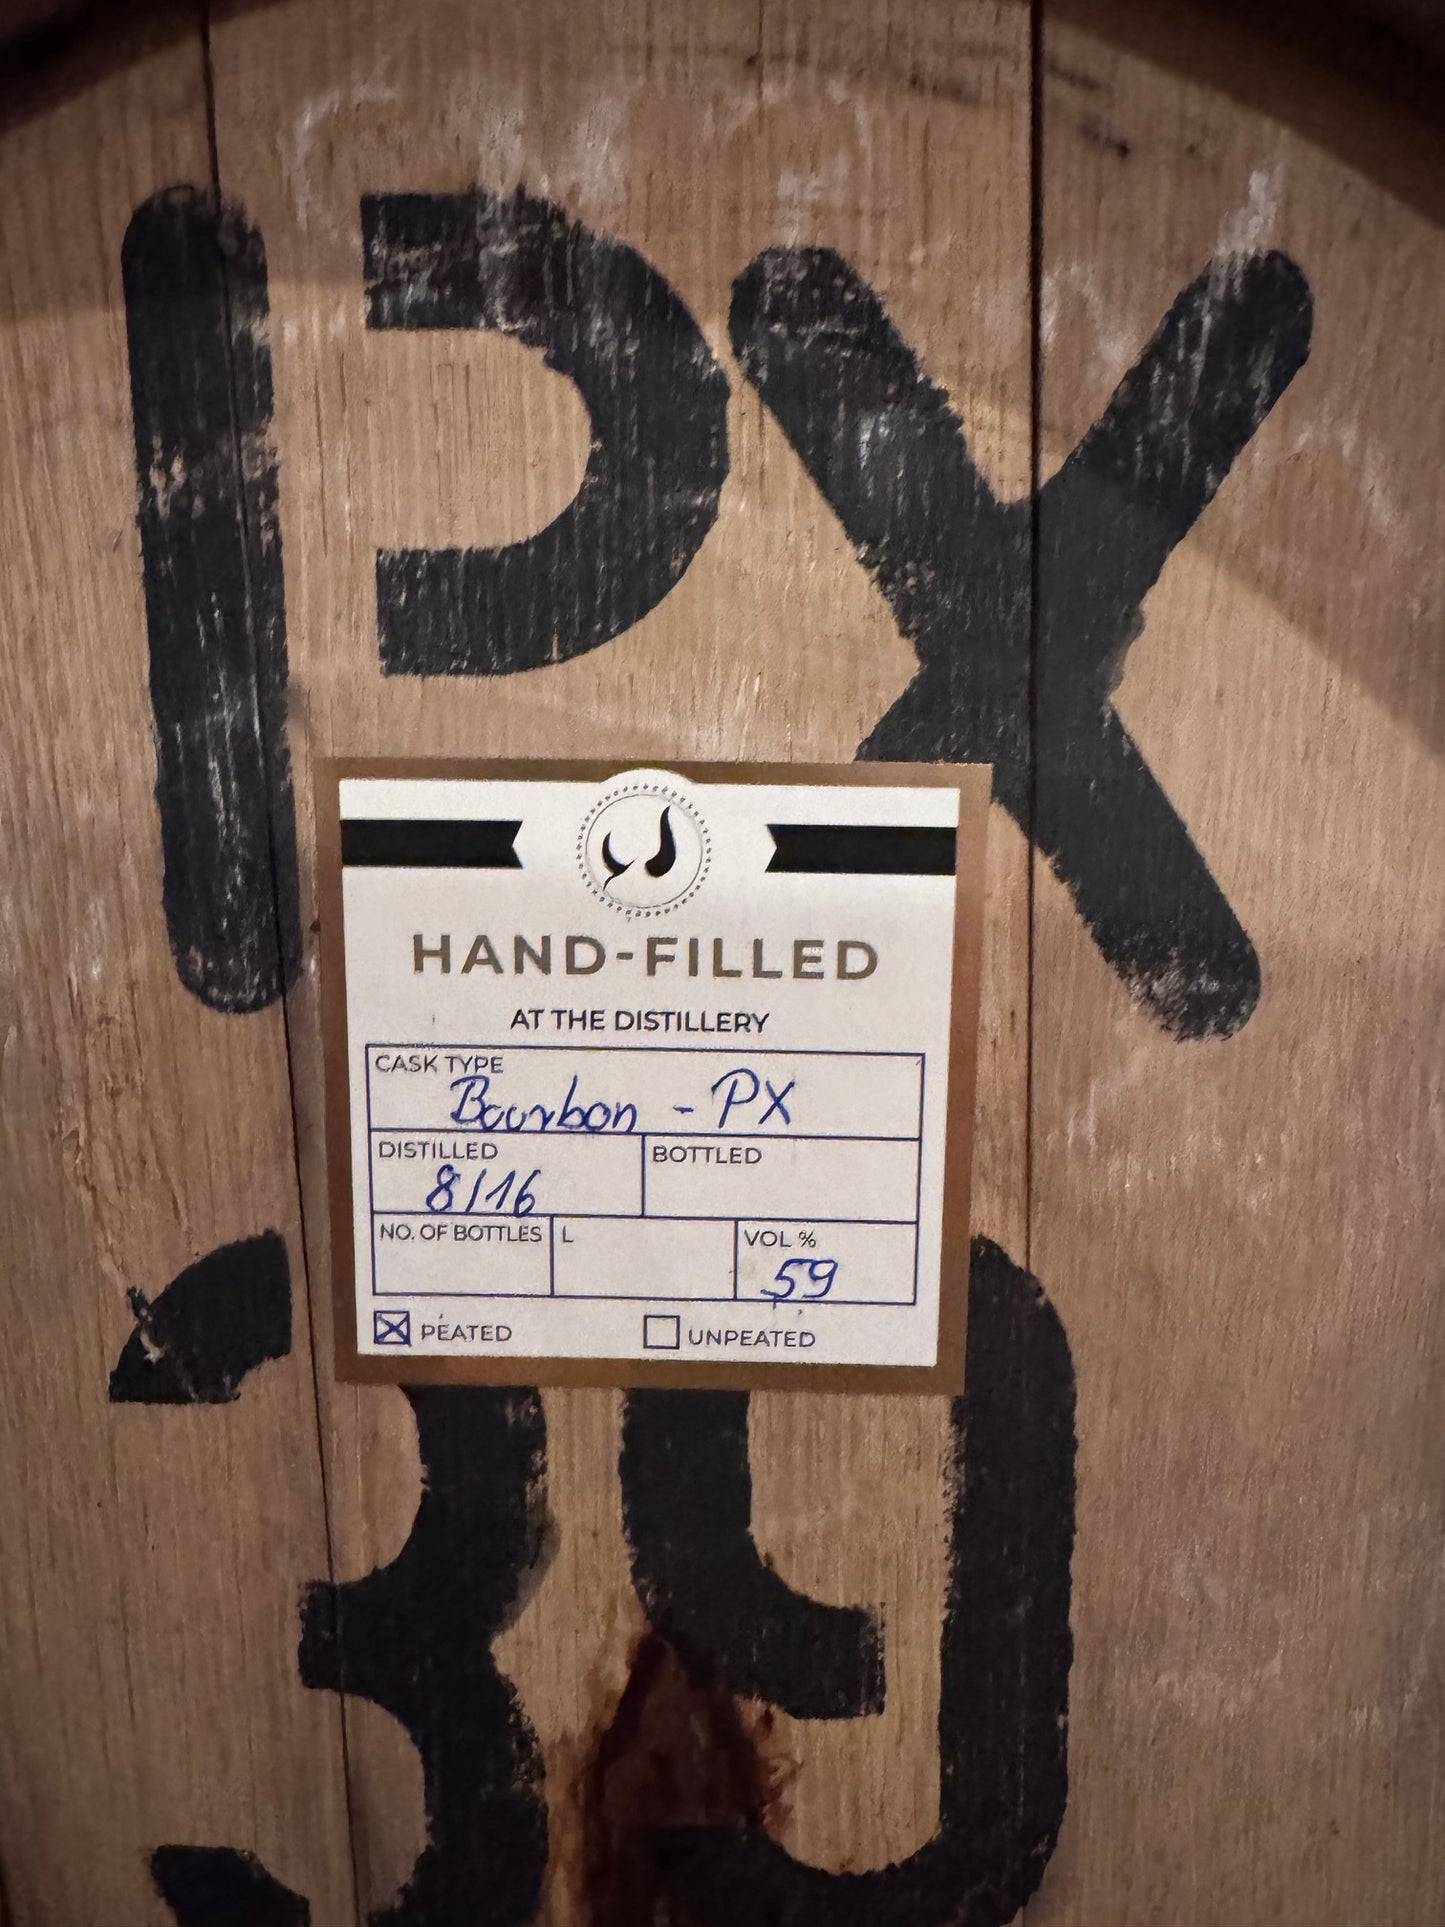 PX
HAND-FILLED
AT THE DISTILLERY
CASK TYPE
Bourbon - PX
DISTILLED
8/16
BOTTLED
NO. OF BOTTLES
L
VOL %
59
PEATED
UNPEATED
39